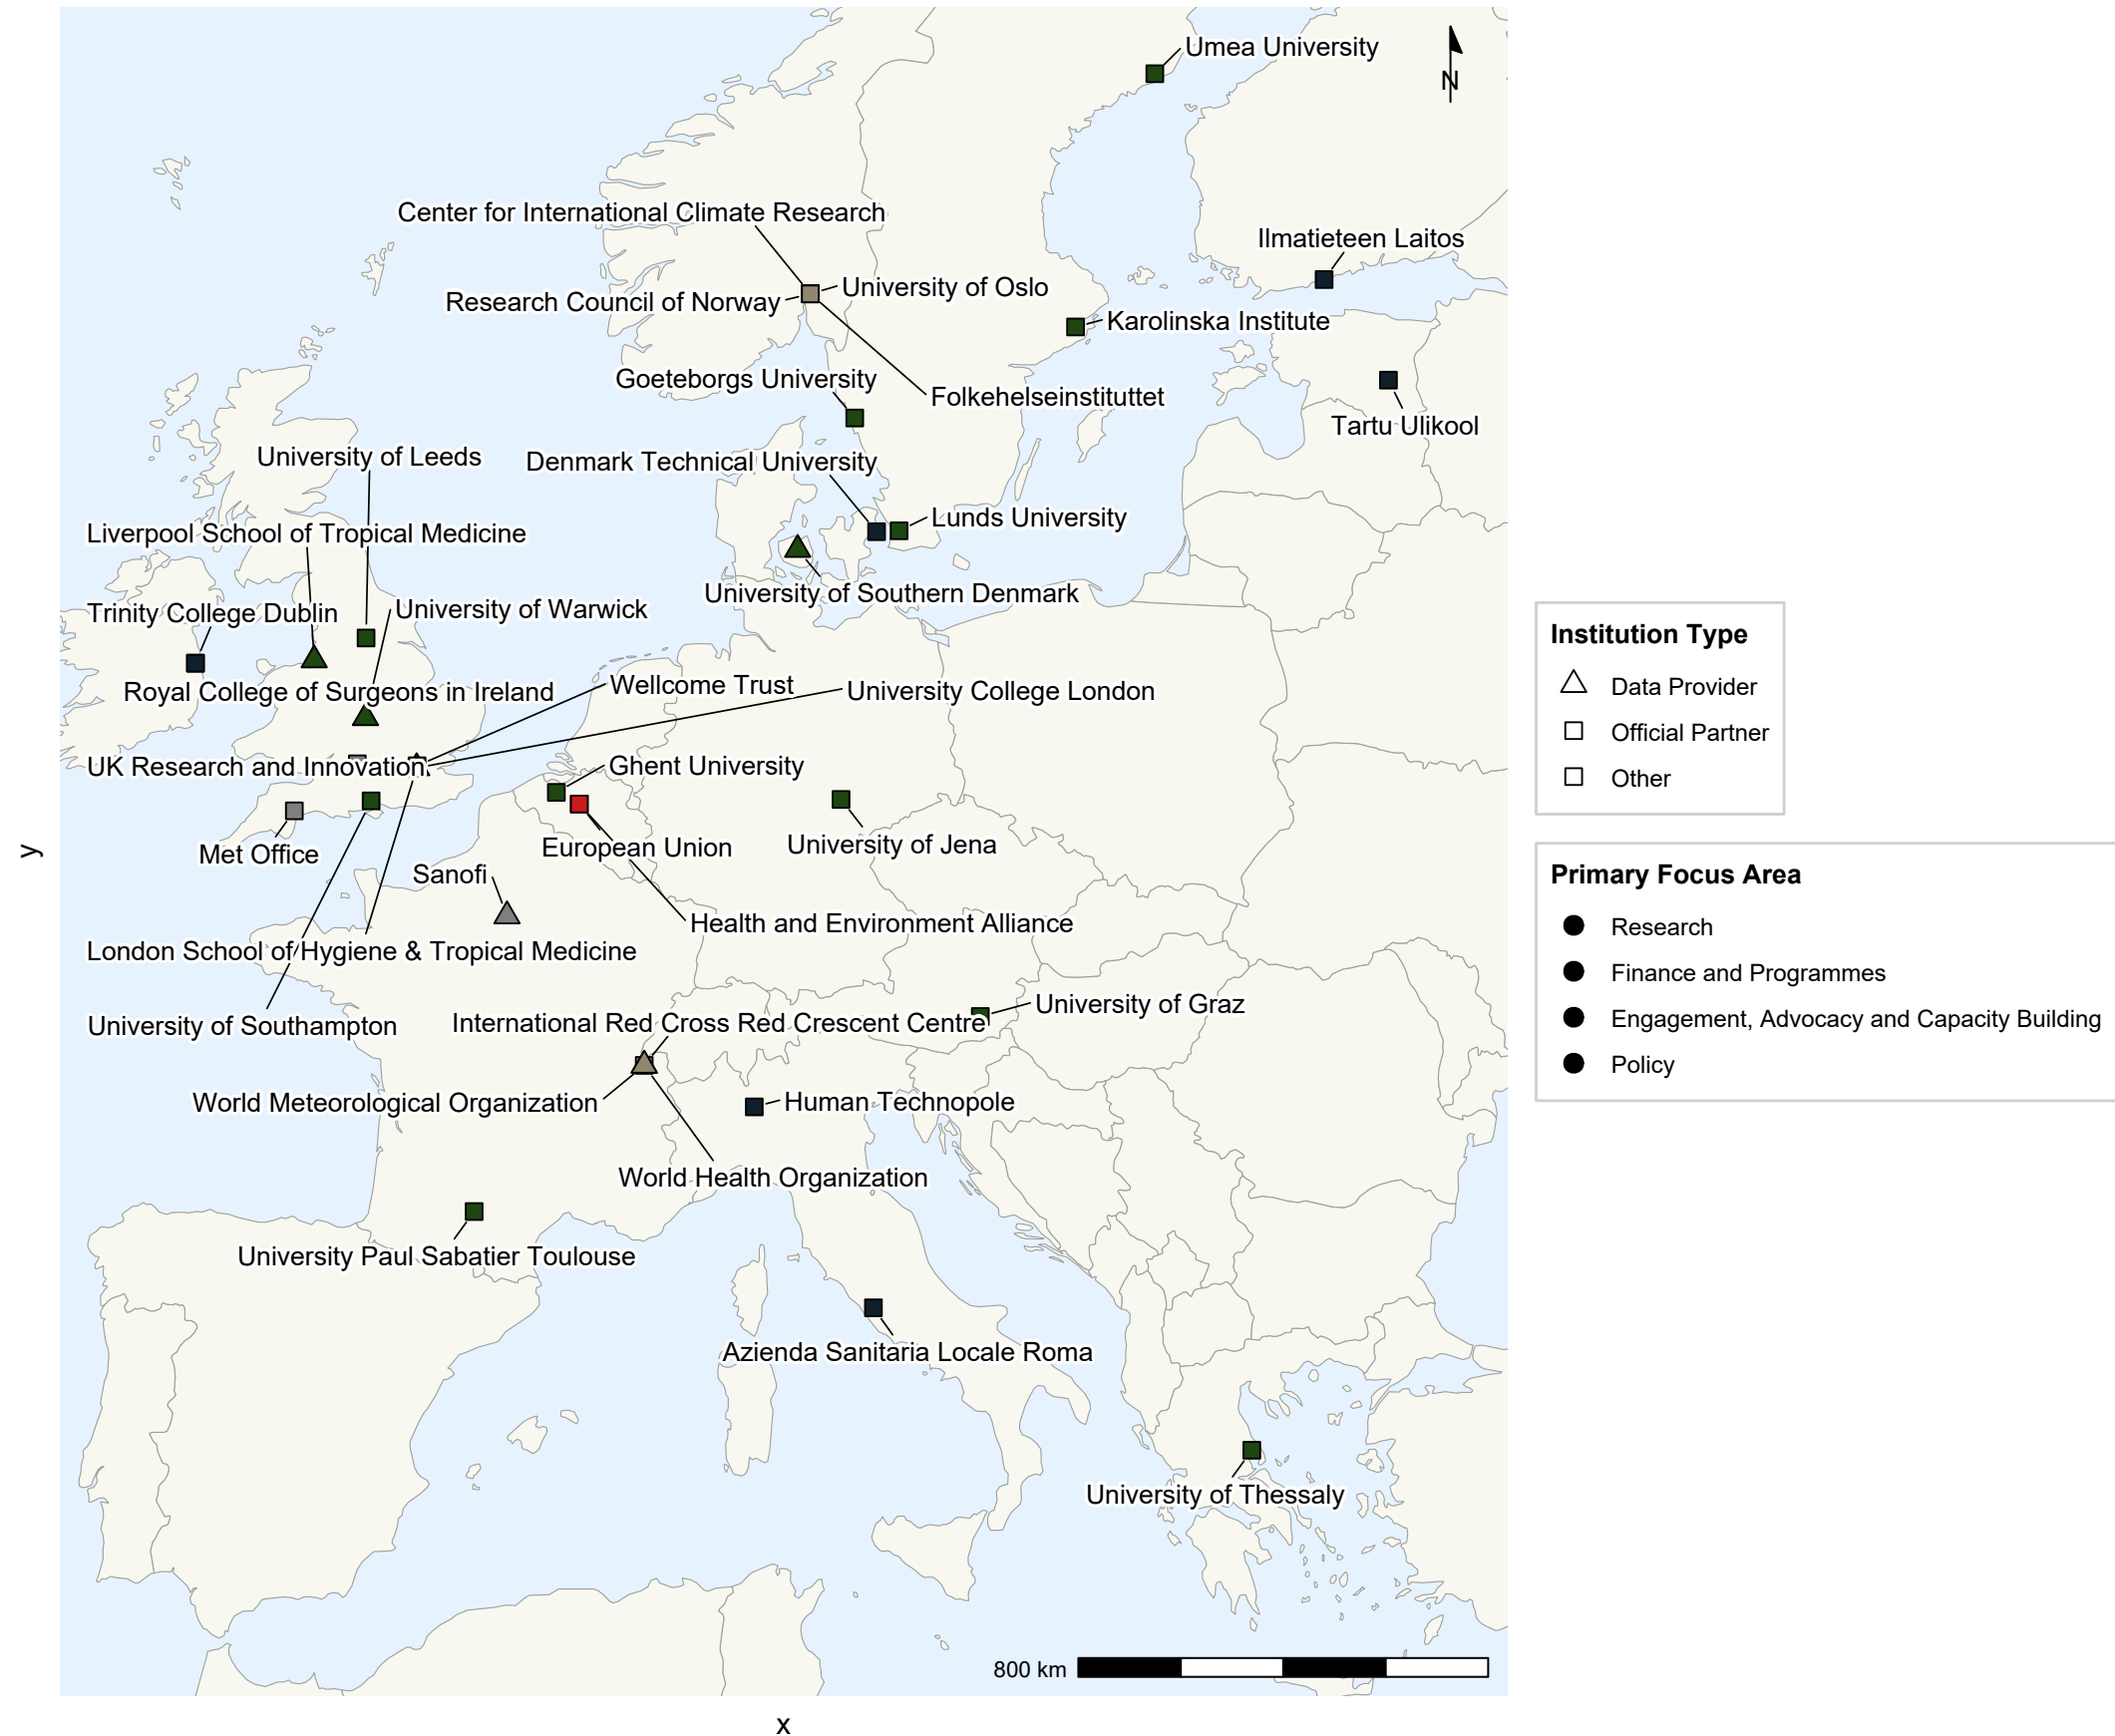 Umea University
N
Center for International Climate Research
Ilmatieteen Laitos
University of Oslo
Research Council of Norway
Karolinska Institute
Goeteborgs University
Folkehelseinstituttet
Tartu Ulikool
University of Leeds
Denmark Technical University
Lunds University
Liverpool School of Tropical Medicine
University of Southern Denmark
Trinity College Dublin
University of Warwick
Wellcome Trust
Royal College of Surgeons in Ireland
University College London
UK Research and Innovation
Ghent University
European Union
University of Jena
Met Office
Sanofi
Health and Environment Alliance
London School of Hygiene & Tropical Medicine
University of Graz
University of Southampton
International Red Cross Red Crescent Centre
World Meteorological Organization
Human Technopole
World Health Organization
University Paul Sabatier Toulouse
Azienda Sanitaria Locale Roma
University of Thessaly
800 km
x
y
Institution Type
Data Provider
Official Partner
Other
Primary Focus Area
Research
Finance and Programmes
Engagement, Advocacy and Capacity Building
Policy